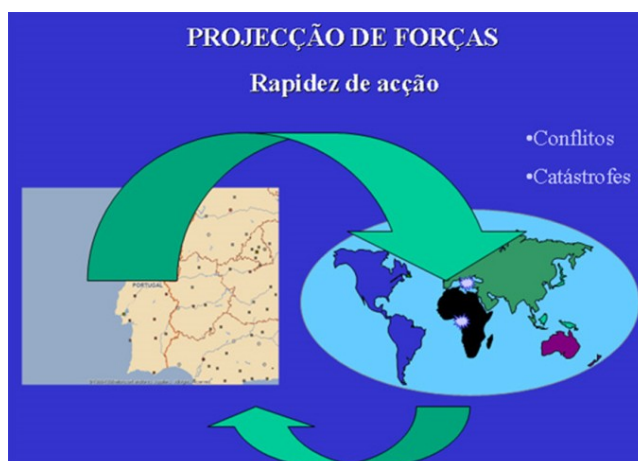 PROJECÇÃO DE FORÇAS
Rapidez de acção
•Conflitos
•Catástrofes
PORTUGAL